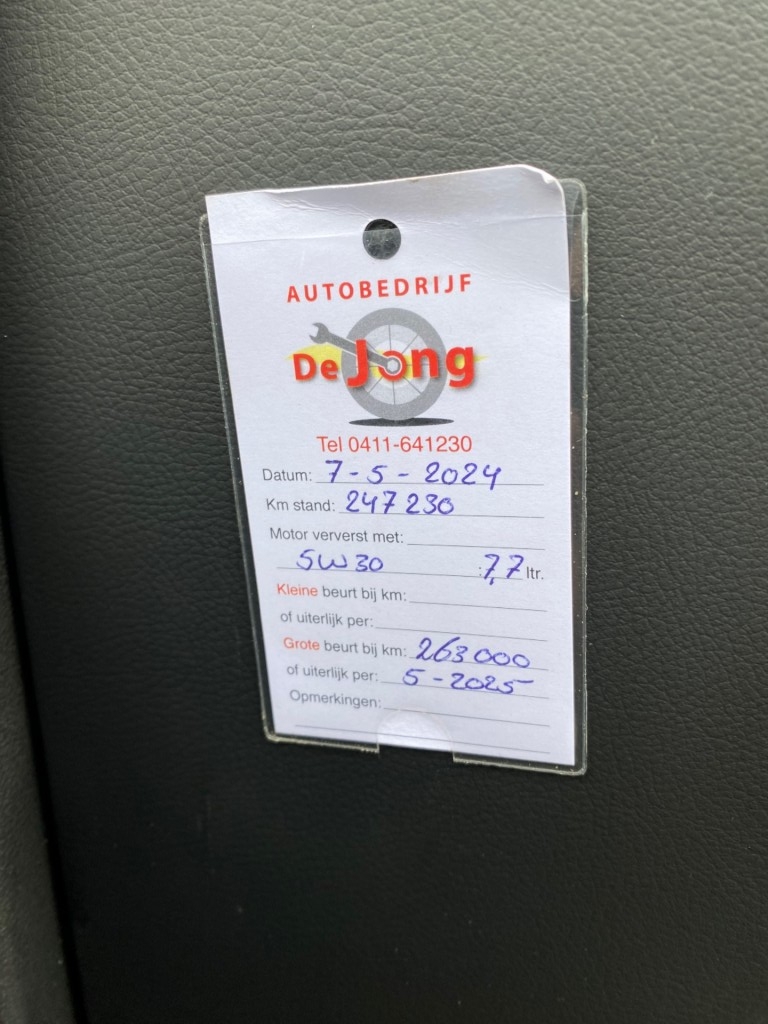 AUTOBEDRIJF
De Jong
Tel 0411-641230
Datum: 7-5-2024
Km stand: 247230
Motor ververst met:
5W30 : 7,7 ltr.
Kleine beurt bij km:
of uiterlijk per:
Grote beurt bij km: 263000
of uiterlijk per: 5-2025
Opmerkingen: